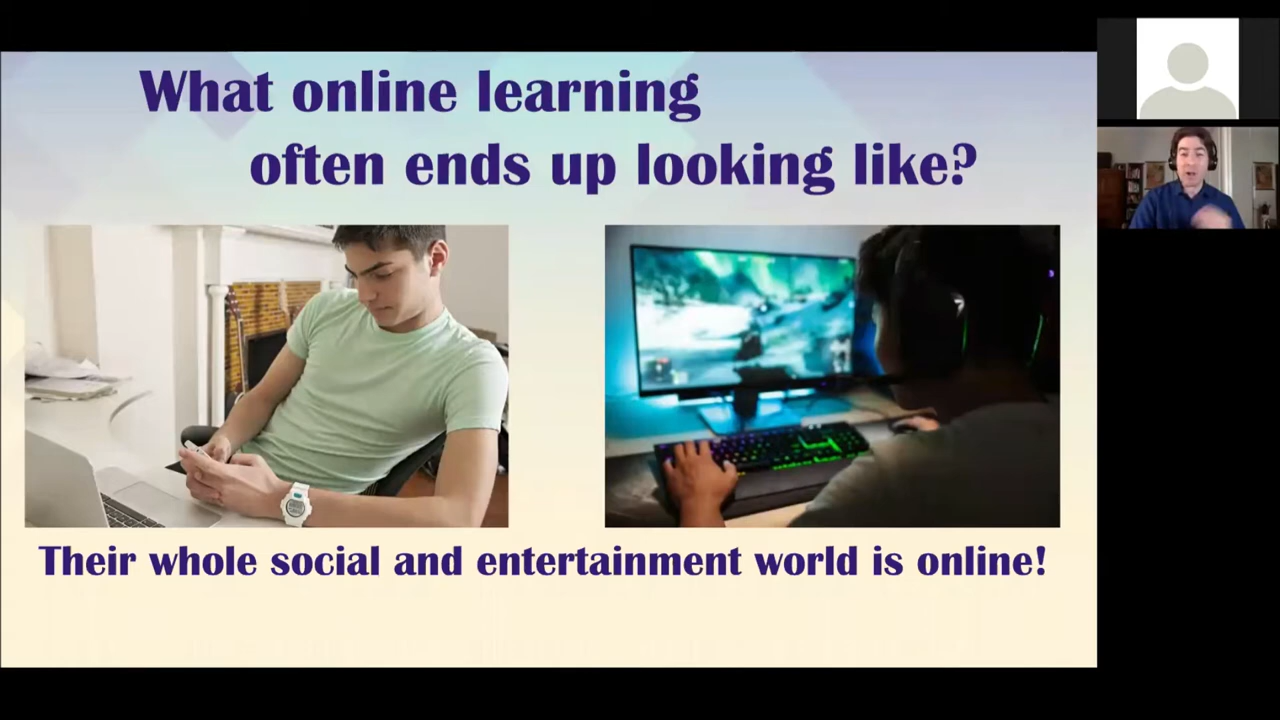 What online learning
often ends up looking like?
Their whole social and entertainment world is online!